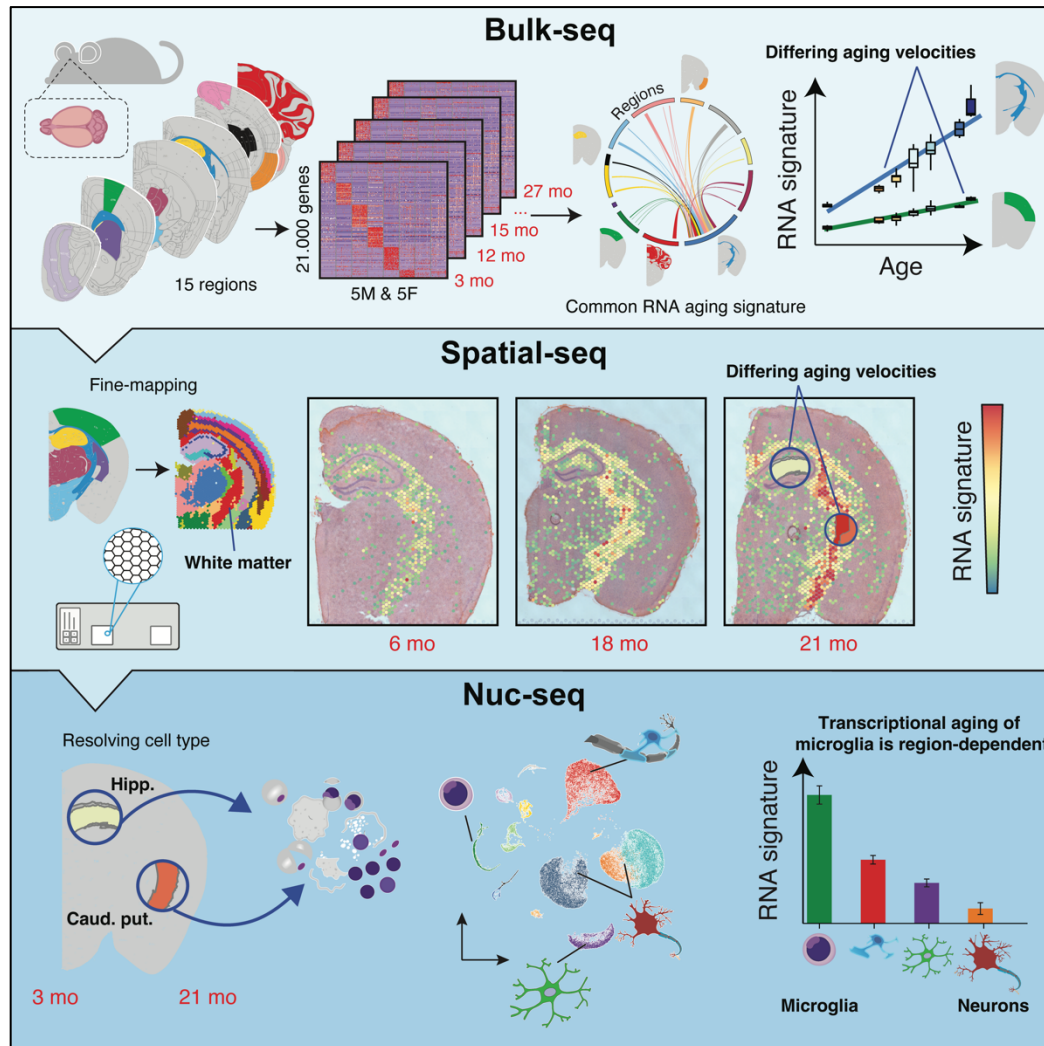 Bulk-seq
15 regions
21.000 genes
5M & 5F
3 mo
12 mo
15 mo
...
27 mo
Regions
Common RNA aging signature
Differing aging velocities
RNA signature
Age
Spatial-seq
Fine-mapping
White matter
6 mo
18 mo
21 mo
Differing aging velocities
RNA signature
Nuc-seq
Resolving cell type
Hipp.
Caud. put.
3 mo
21 mo
Transcriptional aging of
microglia is region-dependent
RNA signature
Microglia
Neurons